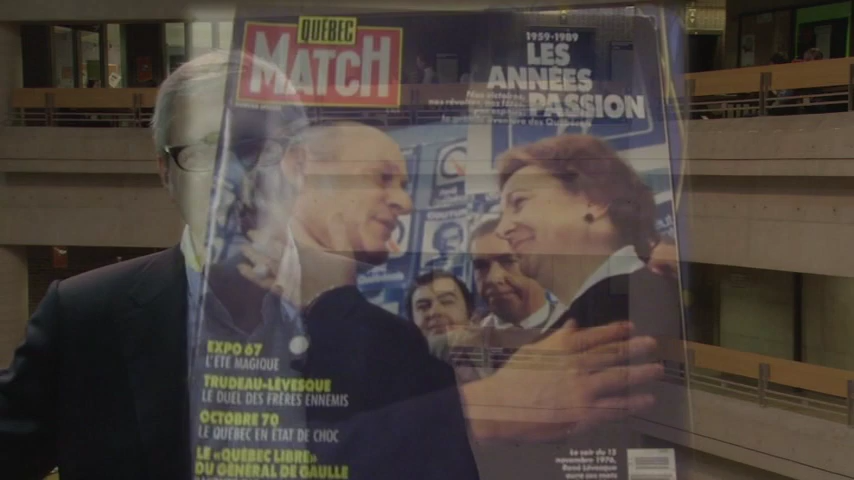 QUÉBEC
MATCH
1959-1989
LES
ANNÉES
PASSION
EXPO 67
L'ÉTÉ MAGIQUE
TRUDEAU-LÉVESQUE
LE DUEL DES FRÈRES ENNEMIS
OCTOBRE 70
LE QUÉBEC EN ÉTAT DE CHOC
LE «QUÉBEC LIBRE»
DU GÉNÉRAL DE GAULLE
Le soir du 15
novembre 1976,
René Lévesque